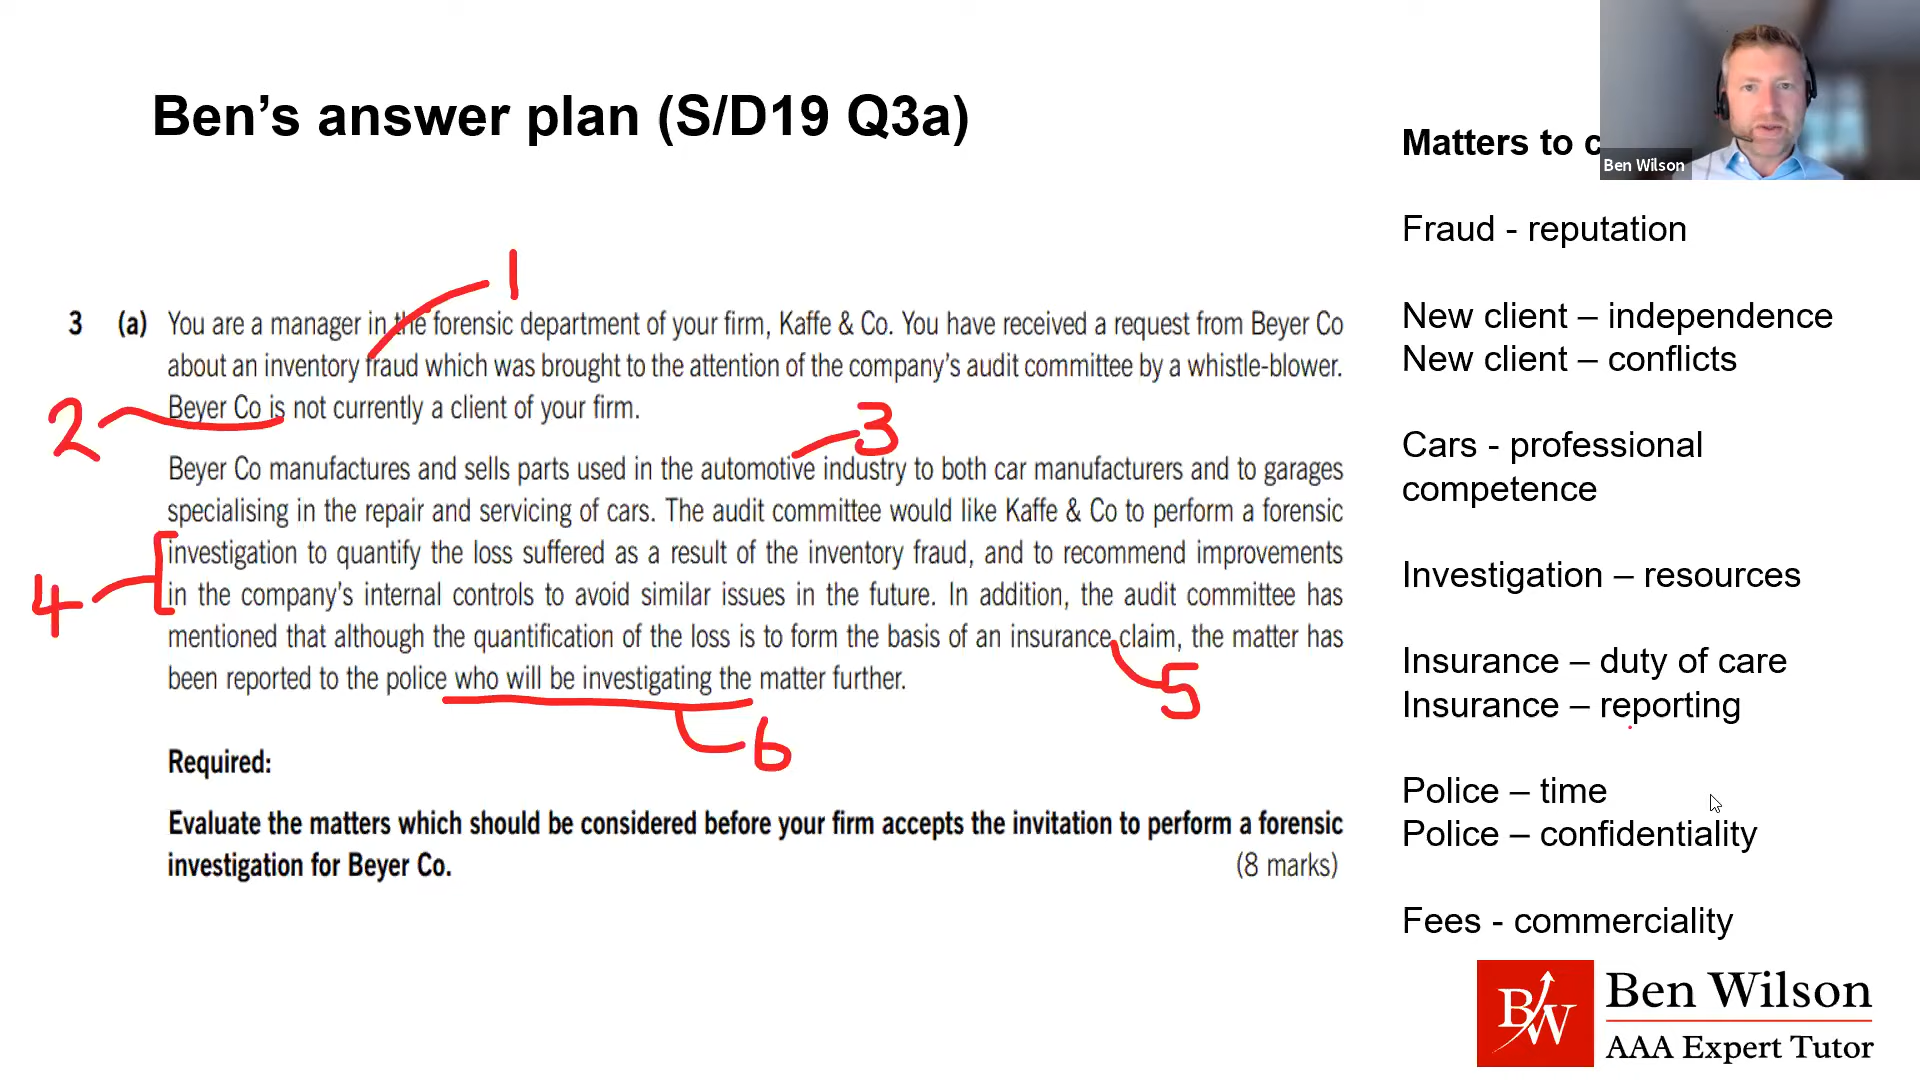 Ben's answer plan (S/D19 Q3a)
1
3 (a) You are a manager in the forensic department of your firm, Kaffe & Co. You have received a request from Beyer Co
about an inventory fraud which was brought to the attention of the company's audit committee by a whistle-blower.
Beyer Co is not currently a client of your firm.
2
3
Beyer Co manufactures and sells parts used in the automotive industry to both car manufacturers and to garages
specialising in the repair and servicing of cars. The audit committee would like Kaffe & Co to perform a forensic
investigation to quantify the loss suffered as a result of the inventory fraud, and to recommend improvements
in the company's internal controls to avoid similar issues in the future. In addition, the audit committee has
mentioned that although the quantification of the loss is to form the basis of an insurance claim, the matter has
been reported to the police who will be investigating the matter further.
4
5
6
Required:
Evaluate the matters which should be considered before your firm accepts the invitation to perform a forensic
investigation for Beyer Co. (8 marks)
Matters to
Ben Wilson
Fraud - reputation
New client – independence
New client – conflicts
Cars - professional
competence
Investigation – resources
Insurance – duty of care
Insurance – reporting
Police – time
Police – confidentiality
Fees - commerciality
BW
Ben Wilson
AAA Expert Tutor